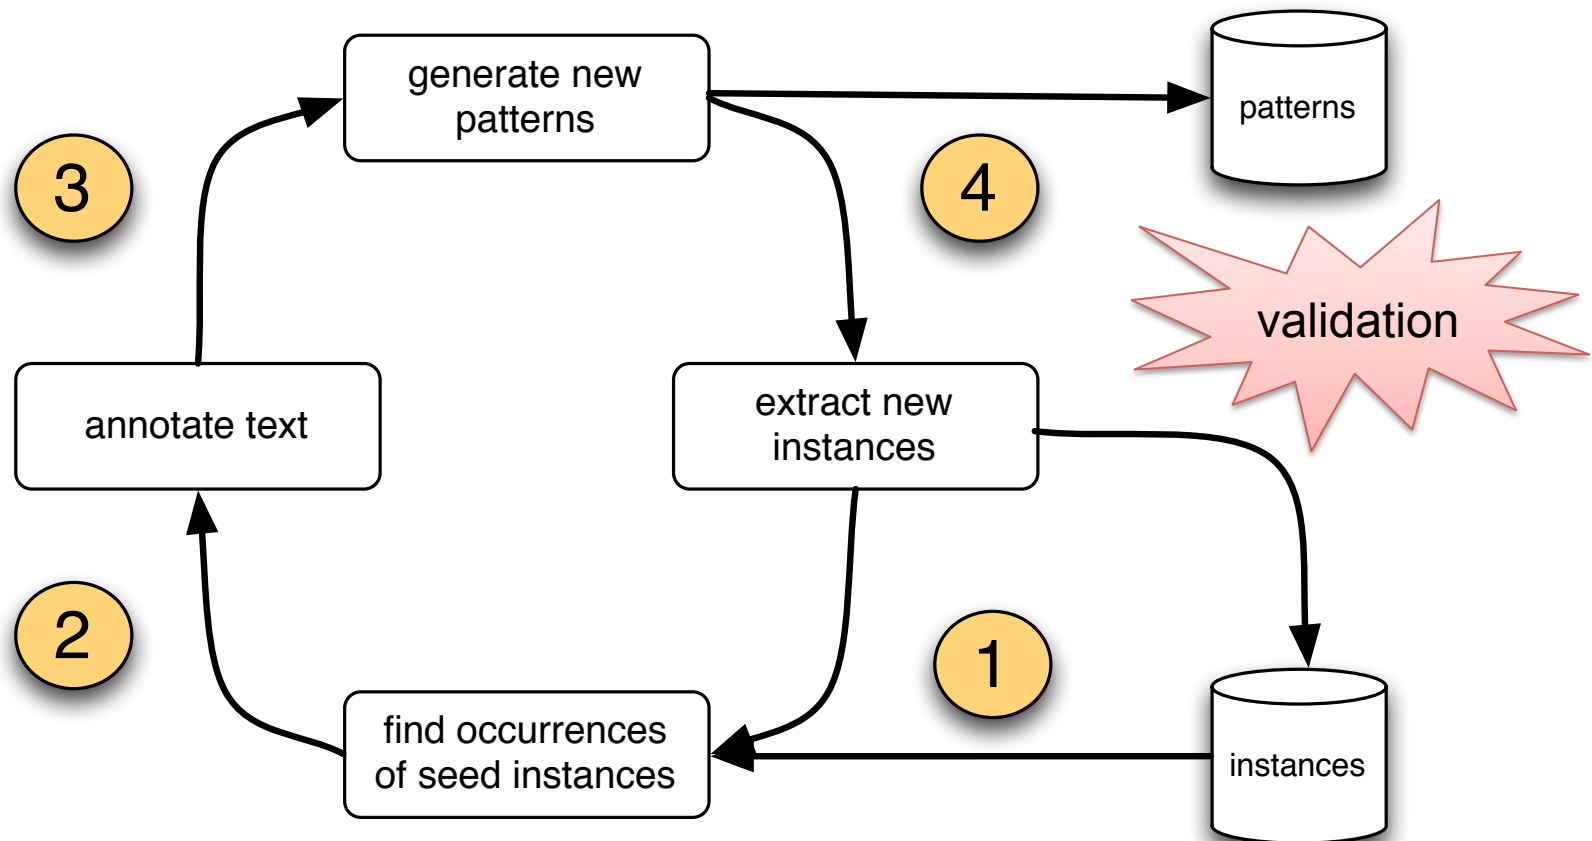 generate new
patterns
patterns
3
4
validation
annotate text
extract new
instances
2
1
find occurrences
of seed instances
instances